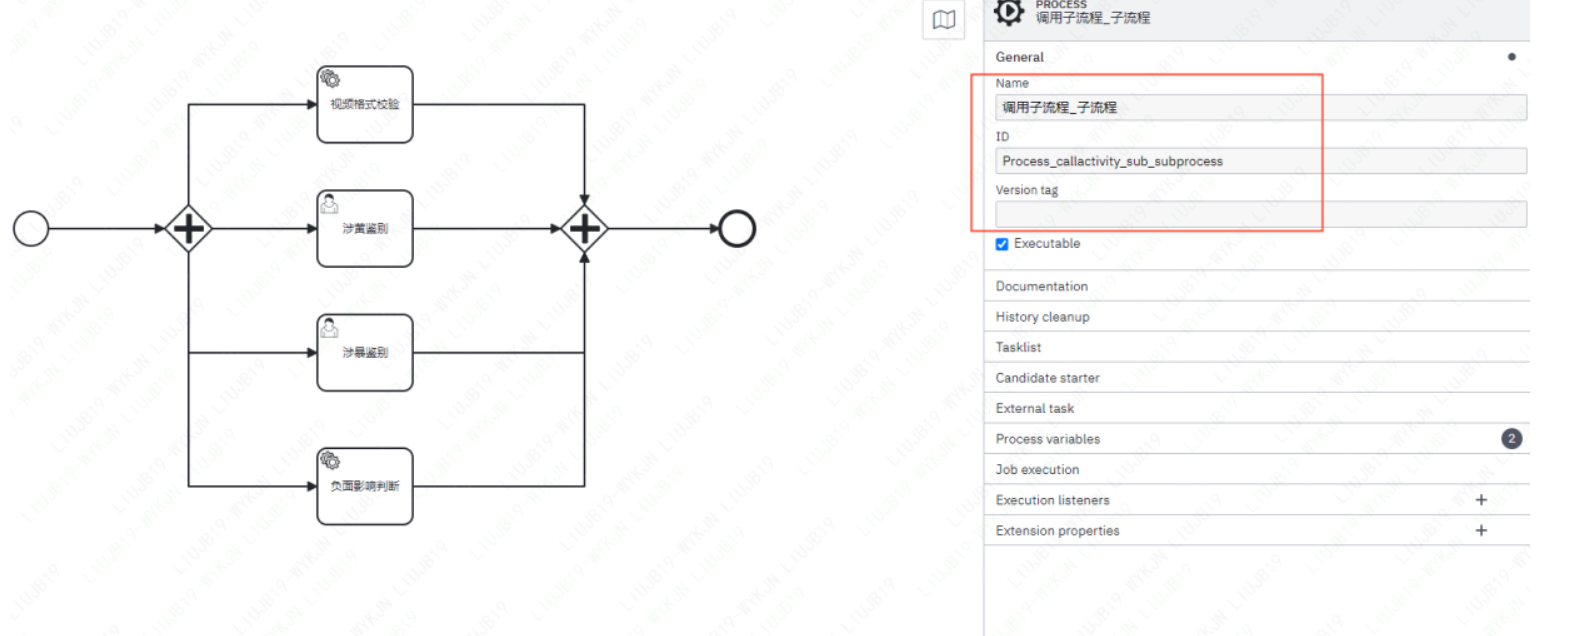 视频格式校验
涉黄鉴别
涉暴鉴别
负面影响判断
PROCESS
调用子流程_子流程
General
Name
调用子流程_子流程
ID
Process_callactivity_sub_subprocess
Version tag
Executable
Documentation
History cleanup
Tasklist
Candidate starter
External task
Process variables
2
Job execution
Execution listeners
Extension properties
LIUJB19-WYKJN